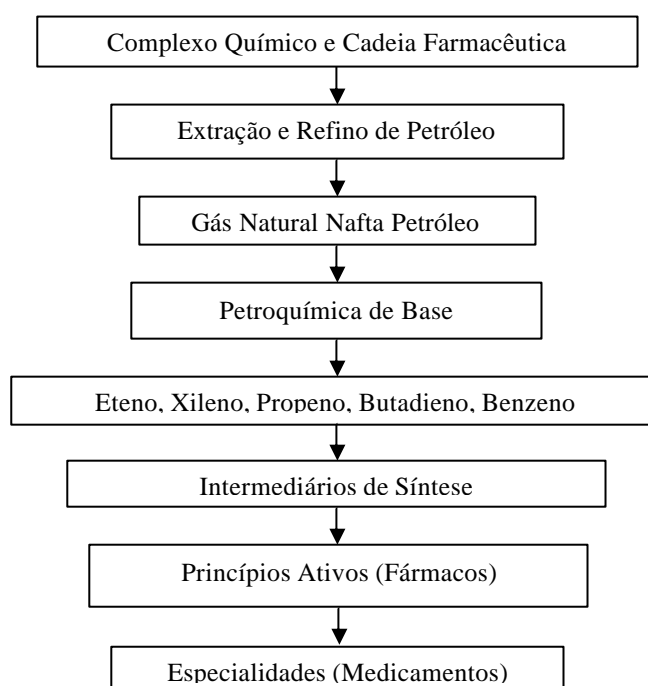 Complexo Químico e Cadeia Farmacêutica
Extração e Refino de Petróleo
Gás Natural Nafta Petróleo
Petroquímica de Base
Eteno, Xileno, Propeno, Butadieno, Benzeno
Intermediários de Síntese
Princípios Ativos (Fármacos)
Especialidades (Medicamentos)